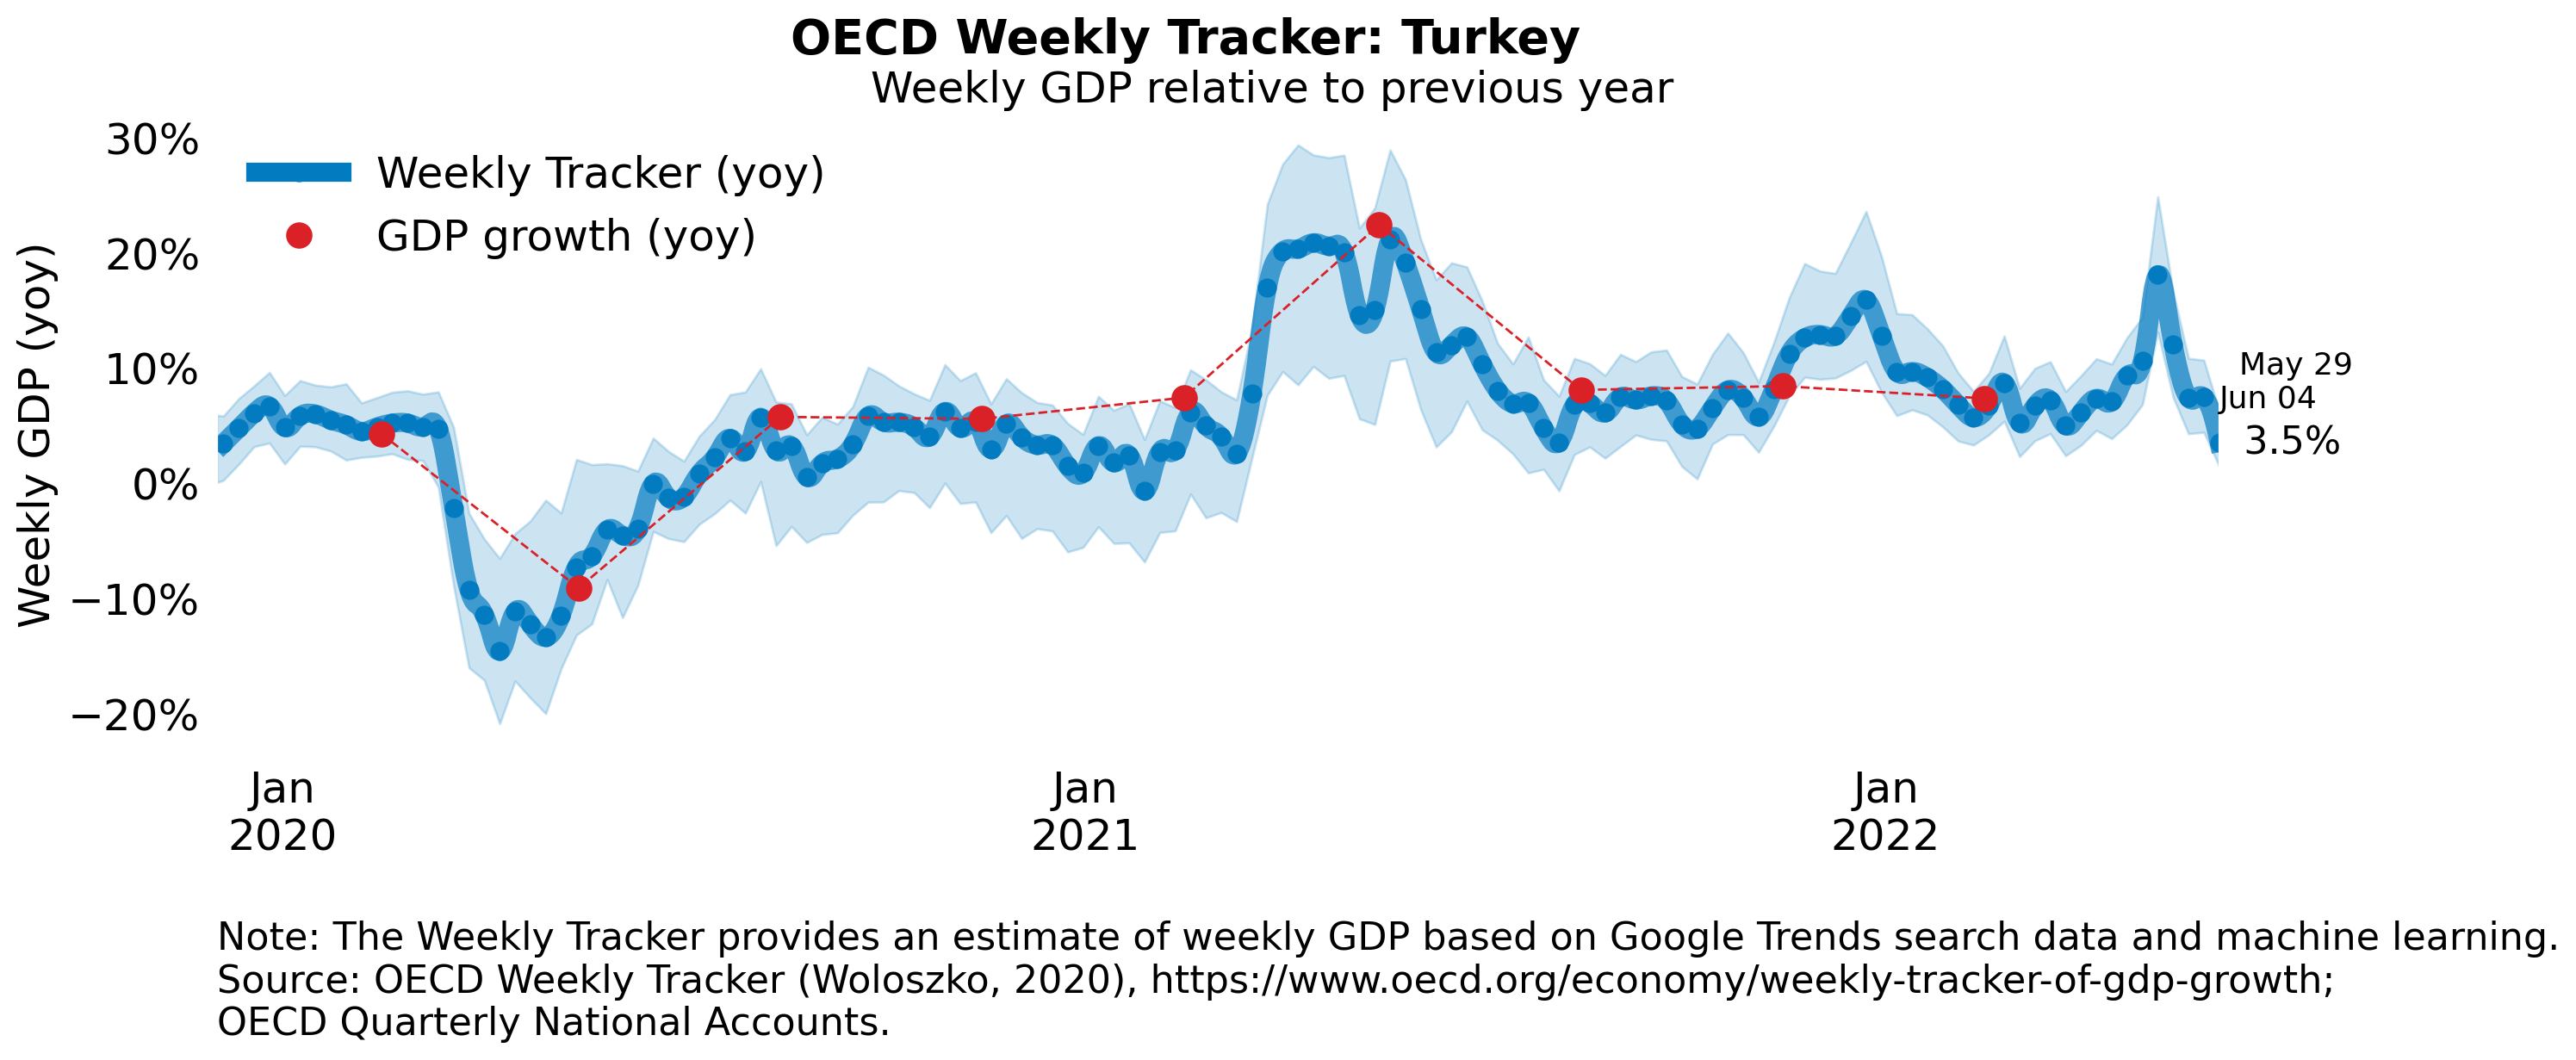 OECD Weekly Tracker: Turkey
Weekly GDP relative to previous year
Weekly GDP (yoy)
30%
20%
10%
0%
−10%
−20%
Weekly Tracker (yoy)
GDP growth (yoy)
May 29
Jun 04
3.5%
Jan
2020
Jan
2021
Jan
2022
Note: The Weekly Tracker provides an estimate of weekly GDP based on Google Trends search data and machine learning.
Source: OECD Weekly Tracker (Woloszko, 2020), https://www.oecd.org/economy/weekly-tracker-of-gdp-growth;
OECD Quarterly National Accounts.